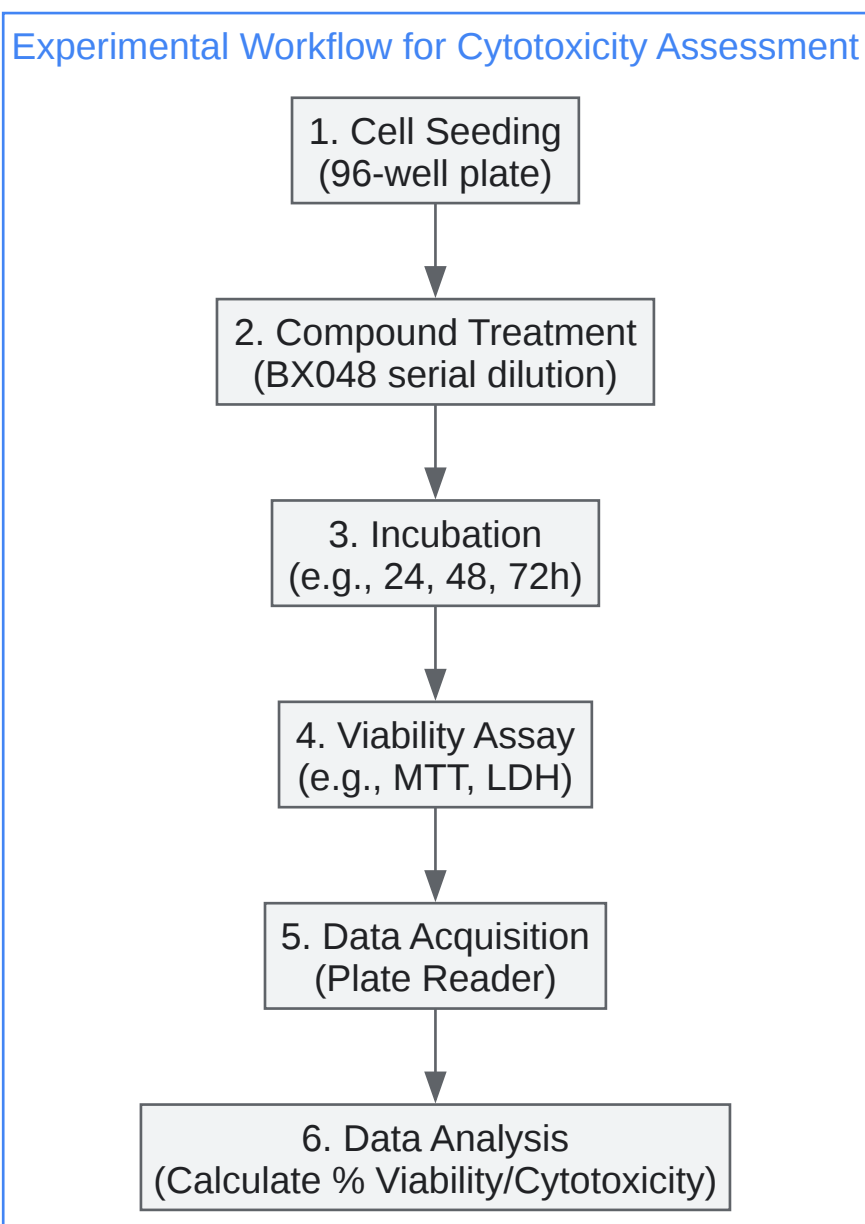 Experimental Workflow for Cytotoxicity Assessment
1. Cell Seeding
(96-well plate)
2. Compound Treatment
(BX048 serial dilution)
3. Incubation
(e.g., 24, 48, 72h)
4. Viability Assay
(e.g., MTT, LDH)
5. Data Acquisition
(Plate Reader)
6. Data Analysis
(Calculate % Viability/Cytotoxicity)